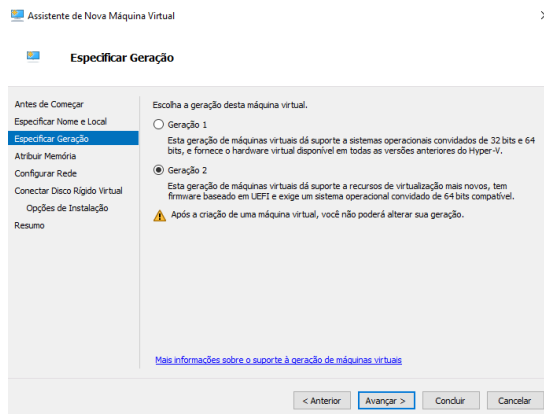 Assistente de Nova Máquina Virtual
Especificar Geração
Antes de Começar
Especificar Nome e Local
Especificar Geração
Atribuir Memória
Configurar Rede
Conectar Disco Rígido Virtual
Opções de Instalação
Resumo
Escolha a geração desta máquina virtual.
Geração 1
Esta geração de máquinas virtuais dá suporte a sistemas operacionais convidados de 32 bits e 64
bits, e fornece o hardware virtual disponível em todas as versões anteriores do Hyper-V.
Geração 2
Esta geração de máquinas virtuais dá suporte a recursos de virtualização mais novos, tem
firmware baseado em UEFI e exige um sistema operacional convidado de 64 bits compatível.
Após a criação de uma máquina virtual, você não poderá alterar sua geração.
Mais informações sobre o suporte à geração de máquinas virtuais
< Anterior
Avançar >
Concluir
Cancelar